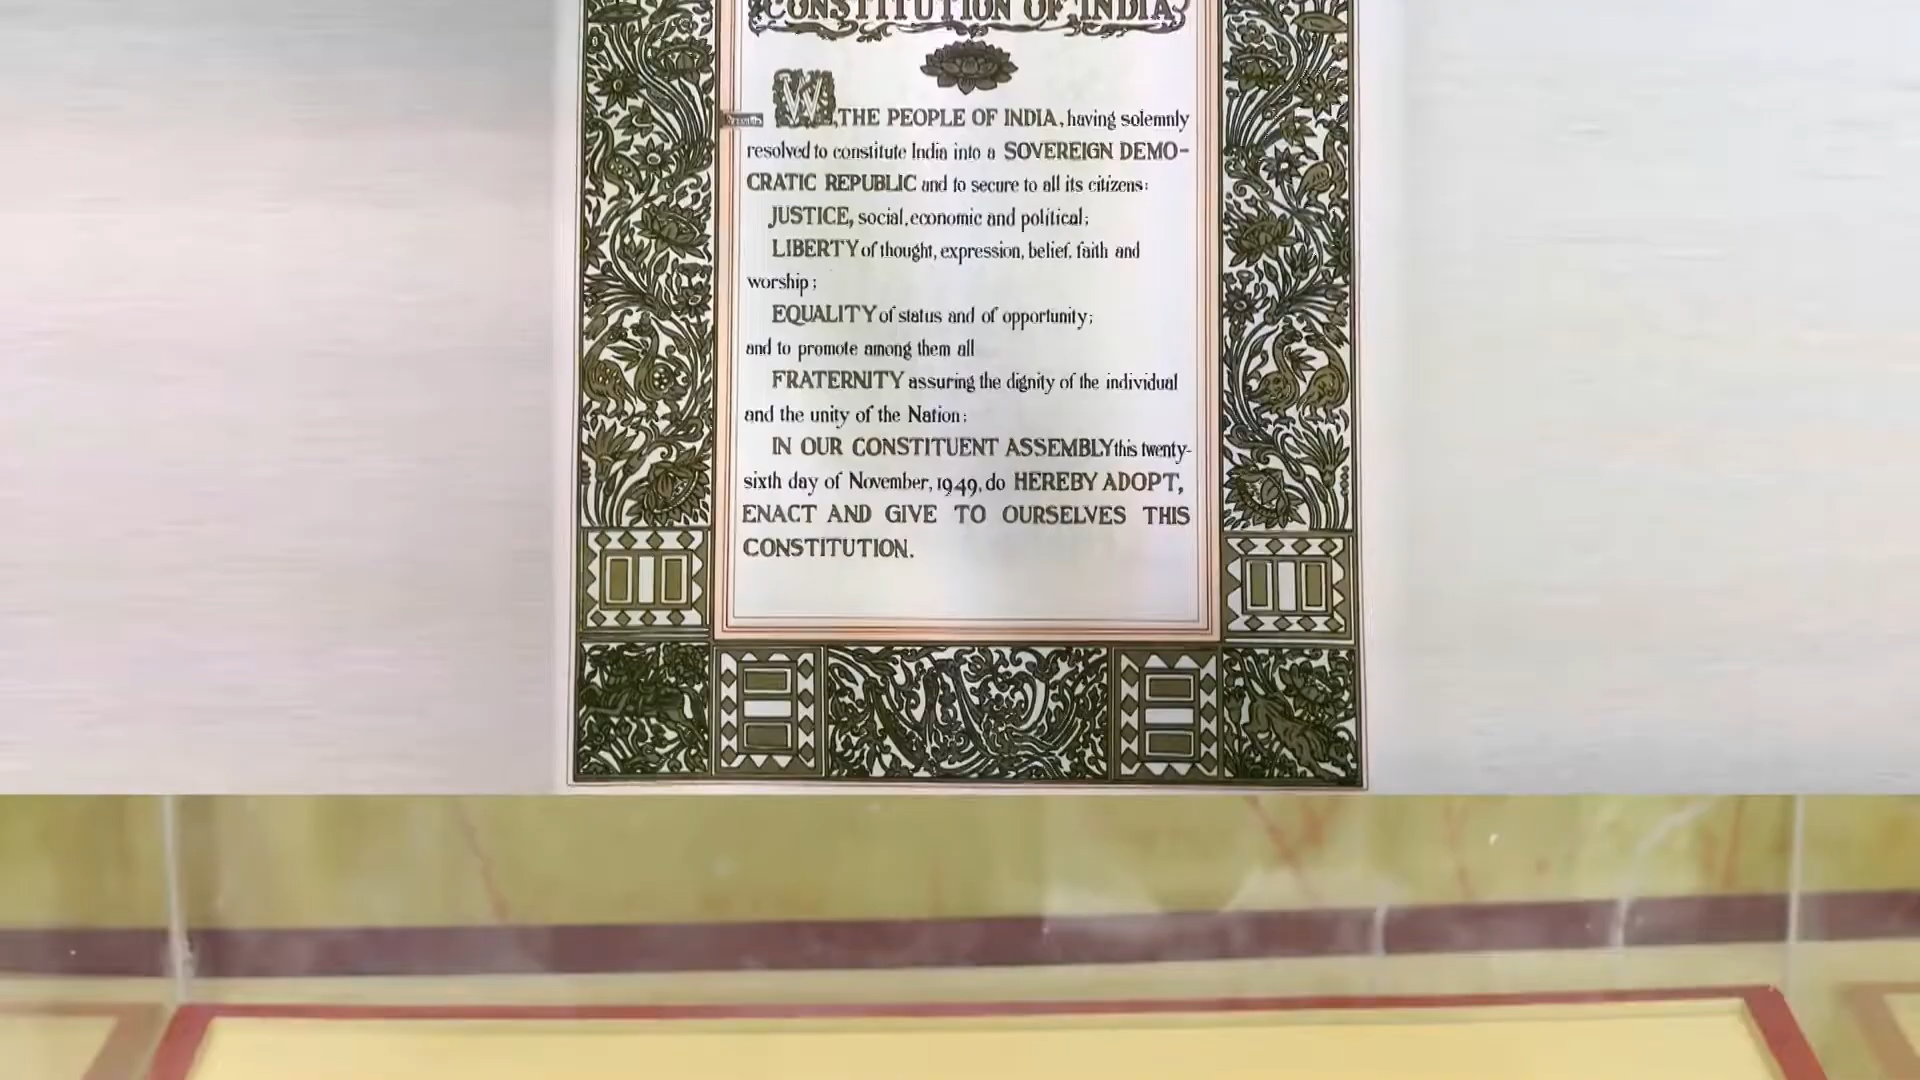 CONSTITUTION OF INDIA
WE, THE PEOPLE OF INDIA, having solemnly
resolved to constitute India into a SOVEREIGN DEMO-
CRATIC REPUBLIC and to secure to all its citizens:
JUSTICE, social, economic and political;
LIBERTY of thought, expression, belief, faith and
worship;
EQUALITY of status and of opportunity;
and to promote among them all
FRATERNITY assuring the dignity of the individual
and the unity of the Nation;
IN OUR CONSTITUENT ASSEMBLY this twenty-
sixth day of November, 1949, do HEREBY ADOPT,
ENACT AND GIVE TO OURSELVES THIS
CONSTITUTION.